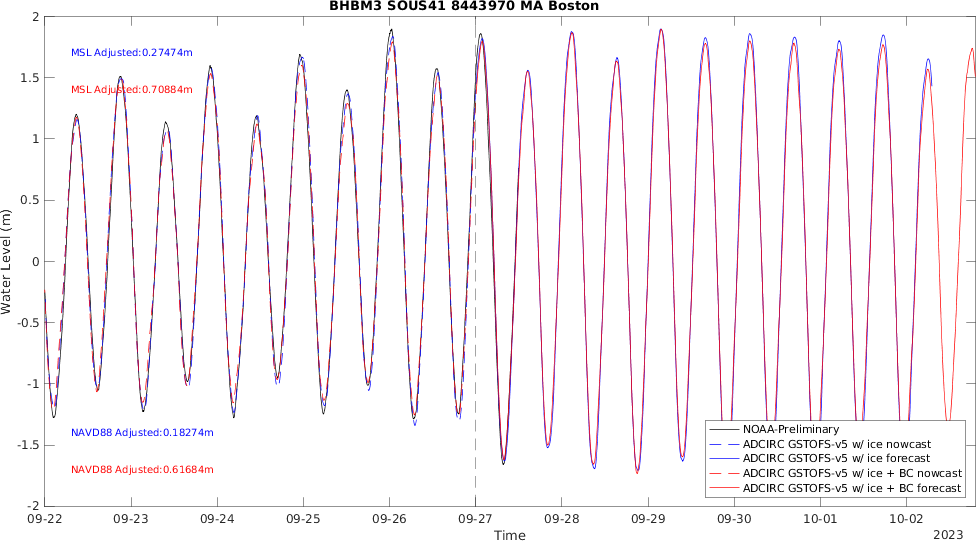 BHBM3 SOUS41 8443970 MA Boston
2
1.5
1
0.5
0
-0.5
-1
-1.5
-2
Water Level (m)
MSL Adjusted:0.27474m
MSL Adjusted:0.70884m
NAVD88 Adjusted:0.18274m
NAVD88 Adjusted:0.61684m
NOAA-Preliminary
ADCIRC GSTOFS-v5 w/ ice nowcast
ADCIRC GSTOFS-v5 w/ ice forecast
ADCIRC GSTOFS-v5 w/ ice + BC nowcast
ADCIRC GSTOFS-v5 w/ ice + BC forecast
09-22 09-23 09-24 09-25 09-26 09-27 09-28 09-29 09-30 10-01 10-02
Time
2023